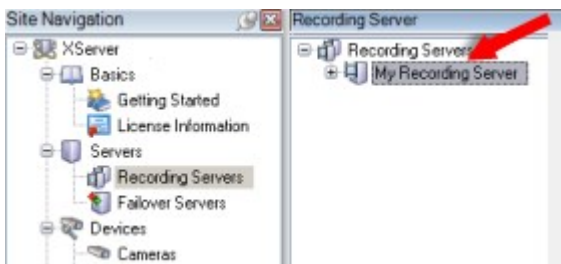 Site Navigation
XServer
Basics
Getting Started
License Information
Servers
Recording Servers
Failover Servers
Devices
Cameras
Recording Server
Recording Servers
My Recording Server